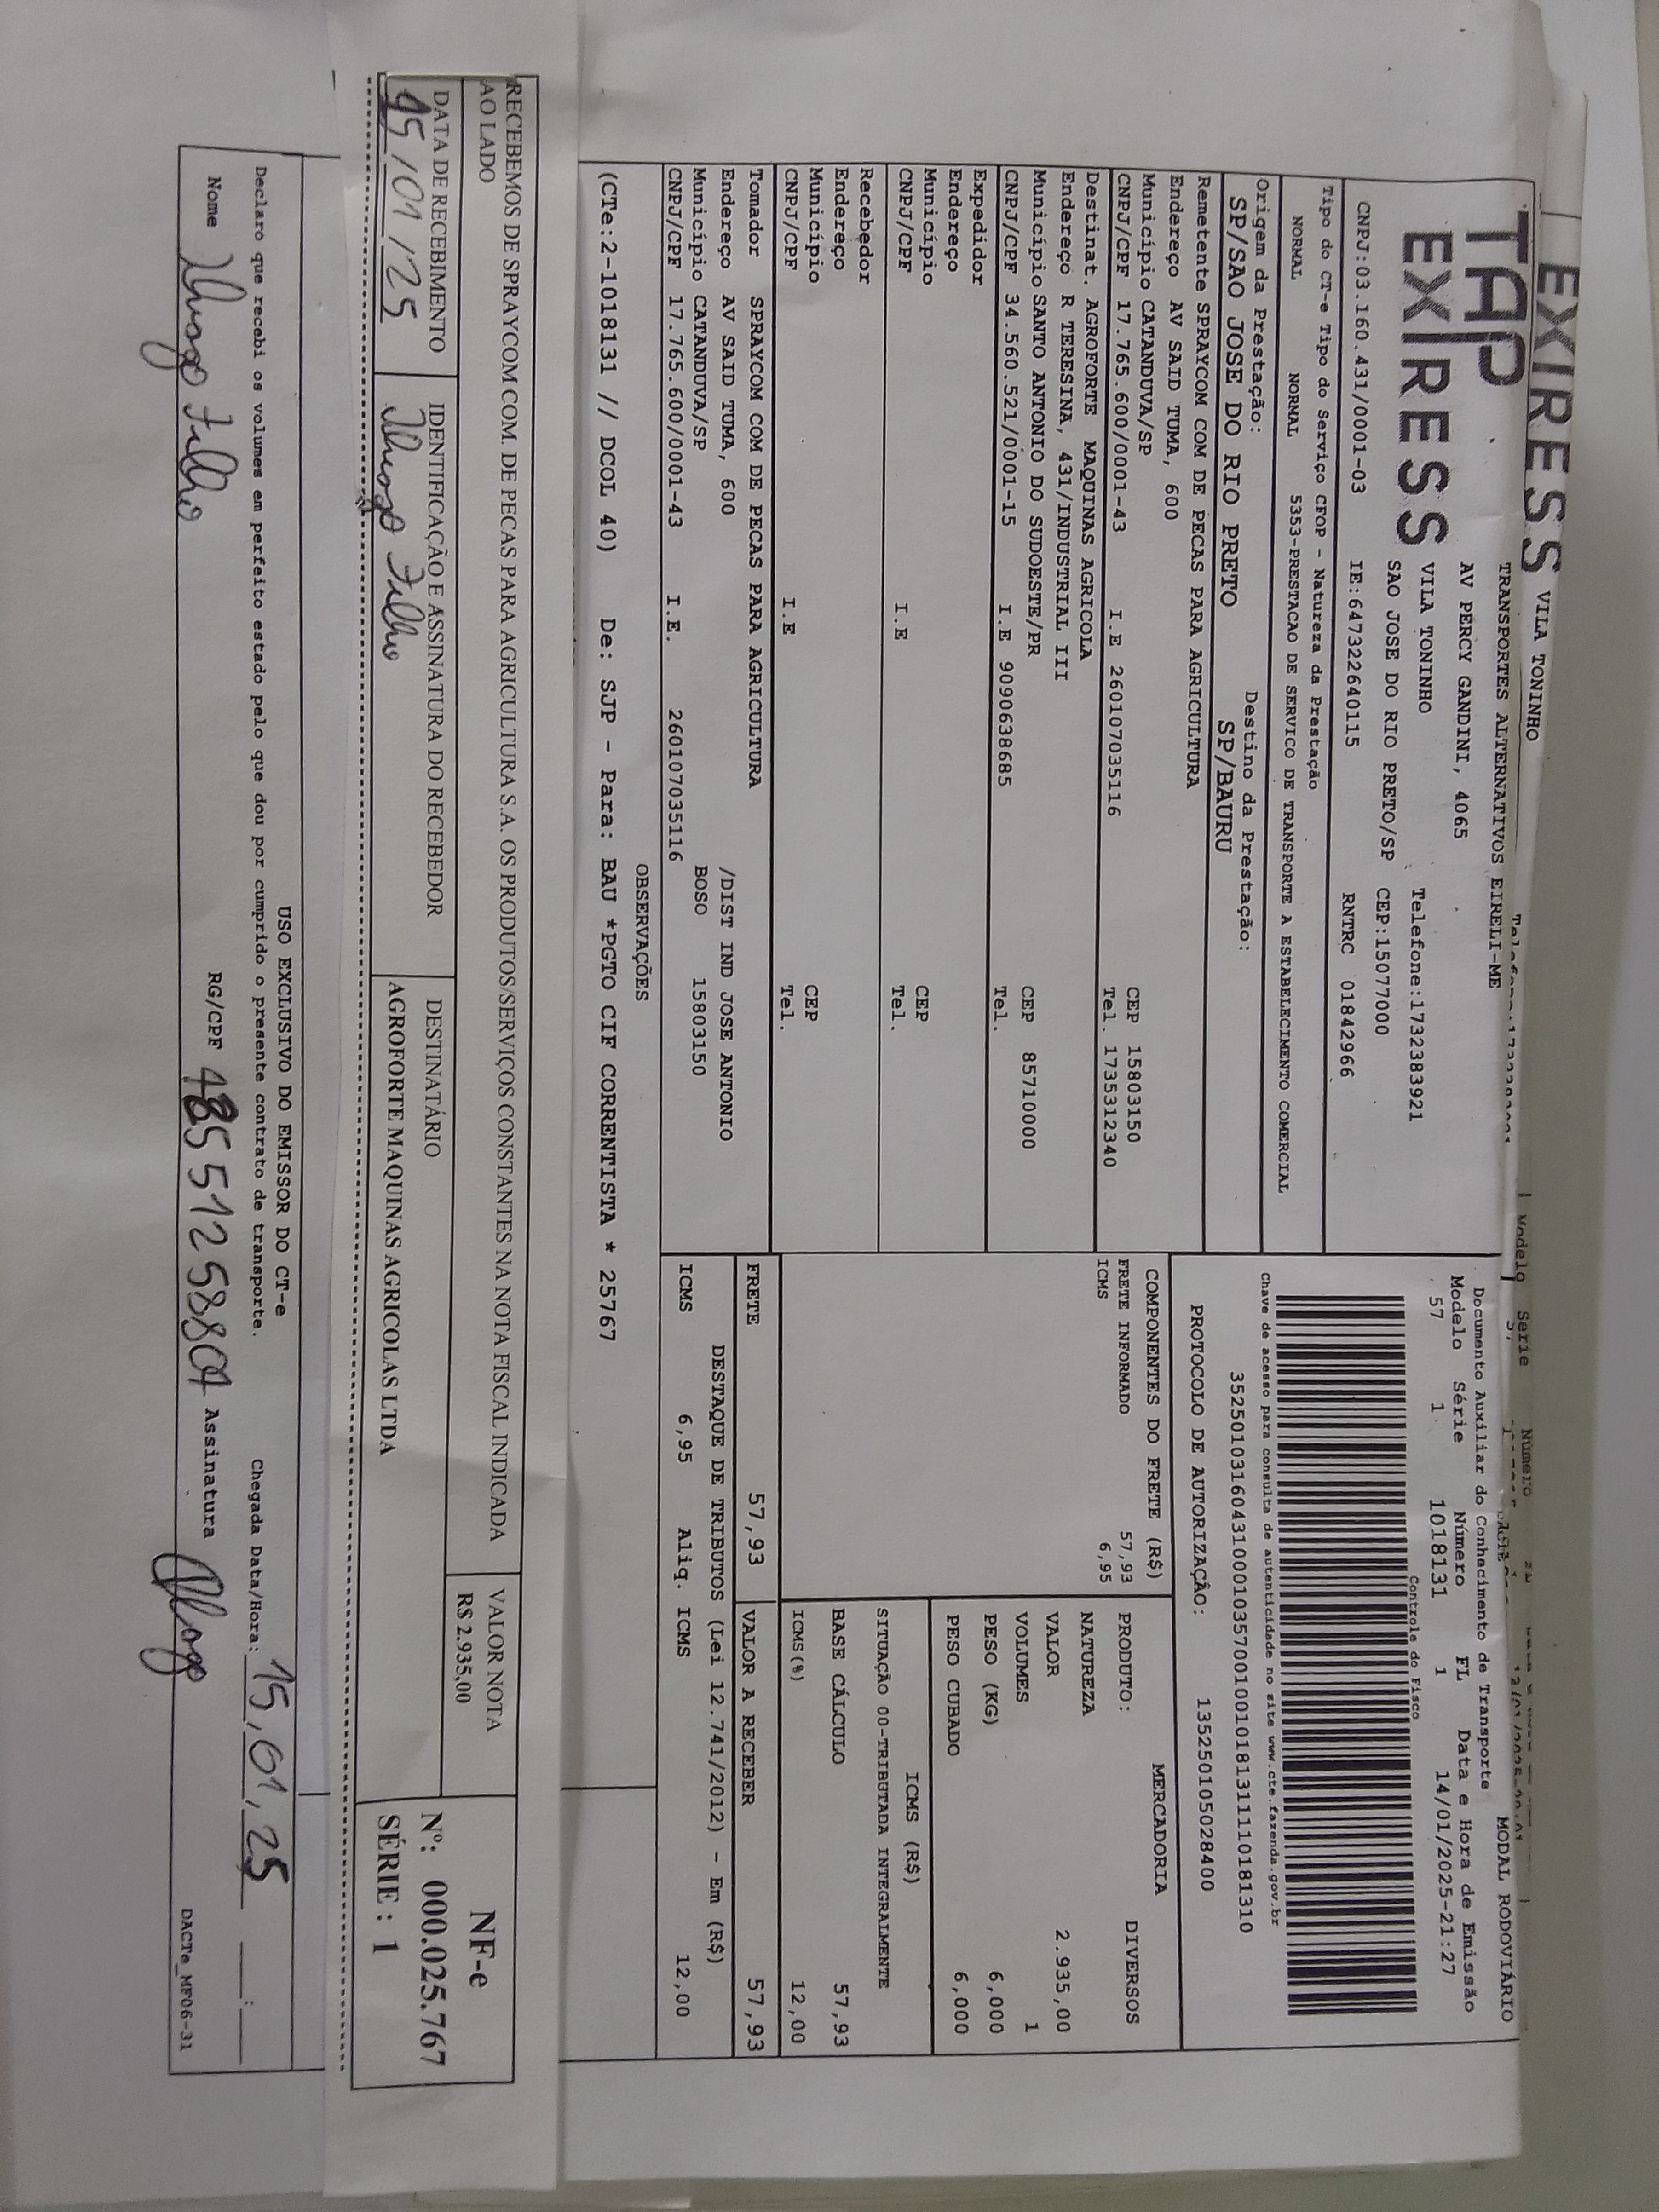 EXPRESS VILA TONINHO
TAP
EXPRESS
TRANSPORTES ALTERNATIVOS EIRELI-ME
AV PERCY GANDINI, 4065
VILA TONINHO
Telefone:1732383921
SAO JOSE DO RIO PRETO/SP CEP:15077000
CNPJ:03.160.431/0001-03 IE:647322640115 RNTRC 01842966
MODAL RODOVIÁRIO
Documento Auxiliar do Conhecimento de Transporte
Modelo Série Número FL Data e Hora de Emissão
57 1 1018131 1 14/01/2025-21:27
Controle do Fisco
Chave de acesso para consulta de autenticidade no site www.cte.fazenda.gov.br
35250103160431000103570010010181311110181310
PROTOCOLO DE AUTORIZAÇÃO: 135250105028400
Tipo do CT-e Tipo do Serviço CFOP - Natureza da Prestação
NORMAL NORMAL 5353-PRESTACAO DE SERVICO DE TRANSPORTE A ESTABELECIMENTO COMERCIAL
Origem da Prestação: Destino da Prestação:
SP/SAO JOSE DO RIO PRETO SP/BAURU
Remetente SPRAYCOM COM DE PECAS PARA AGRICULTURA
Endereço AV SAID TUMA, 600
Município CATANDUVA/SP CEP 15803150
CNPJ/CPF 17.765.600/0001-43 I.E 260107035116 Tel. 1735312340
Destinat. AGROFORTE MAQUINAS AGRICOLA
Endereço R TERESINA, 431/INDUSTRIAL III
Município SANTO ANTONIO DO SUDOESTE/PR CEP 85710000
CNPJ/CPF 34.560.521/0001-15 I.E 9090638685 Tel.
Expedidor
Endereço
Município CEP
CNPJ/CPF I.E Tel.
Recebedor
Endereço
Município CEP
CNPJ/CPF I.E Tel.
Tomador SPRAYCOM COM DE PECAS PARA AGRICULTURA
Endereço AV SAID TUMA, 600 /DIST IND JOSE ANTONIO
Município CATANDUVA/SP BOSO 15803150
CNPJ/CPF 17.765.600/0001-43 I.E. 260107035116
COMPONENTES DO FRETE (R$)
FRETE INFORMADO 57,93
ICMS 6,95
MERCADORIA
PRODUTO: DIVERSOS
NATUREZA
VALOR 2.935,00
VOLUMES 1
PESO (KG) 6,000
PESO CUBADO 6,000
ICMS (R$)
SITUAÇÃO 00-TRIBUTADA INTEGRALMENTE
BASE CÁLCULO 57,93
ICMS(%) 12,00
FRETE 57,93 VALOR A RECEBER 57,93
DESTAQUE DE TRIBUTOS (Lei 12.741/2012) - Em (R$)
ICMS 6,95 Aliq. ICMS 12,00
OBSERVAÇÕES
(CTe:2-1018131 // DCOL 40) De: SJP - Para: BAU *PGTO CIF CORRENTISTA * 25767
RECEBEMOS DE SPRAYCOM COM. DE PECAS PARA AGRICULTURA S.A. OS PRODUTOS/SERVIÇOS CONSTANTES NA NOTA FISCAL INDICADA
AO LADO
VALOR NOTA
R$ 2.935,00
DATA DE RECEBIMENTO IDENTIFICAÇÃO E ASSINATURA DO RECEBEDOR DESTINATÁRIO
15/01/25 Thiago Filho AGROFORTE MAQUINAS AGRICOLAS LTDA
NF-e
Nº: 000.025.767
SÉRIE : 1
USO EXCLUSIVO DO EMISSOR DO CT-e
Declaro que recebi os volumes em perfeito estado pelo que dou por cumprido o presente contrato de transporte. Chegada Data/Hora: 15,01,25 __:__
Nome Thiago Filho RG/CPF 48551258807 Assinatura Thiago
DACTe_MF06-31